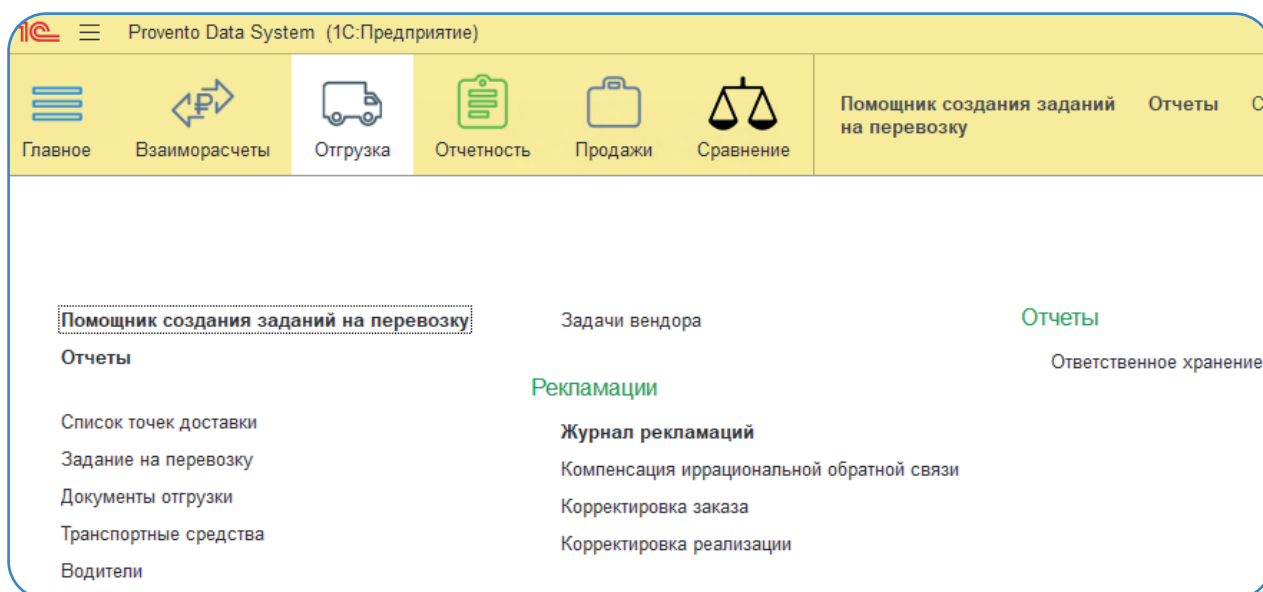 1С Provento Data System (1С:Предприятие)
Главное Взаиморасчеты Отгрузка Отчетность Продажи Сравнение
Помощник создания заданий
на перевозку
Отчеты
Помощник создания заданий на перевозку
Отчеты
Список точек доставки
Задание на перевозку
Документы отгрузки
Транспортные средства
Водители
Задачи вендора
Рекламации
Журнал рекламаций
Компенсация иррациональной обратной связи
Корректировка заказа
Корректировка реализации
Отчеты
Ответственное хранение